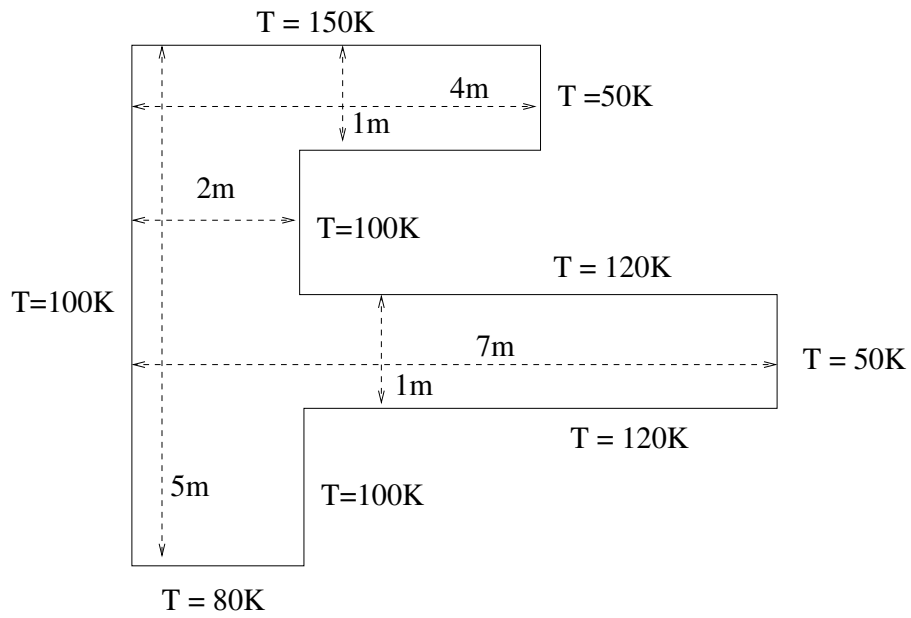 T = 150K
4m
T =50K
1m
2m
T=100K
T = 120K
T=100K
7m
T = 50K
1m
T = 120K
5m
T=100K
T = 80K